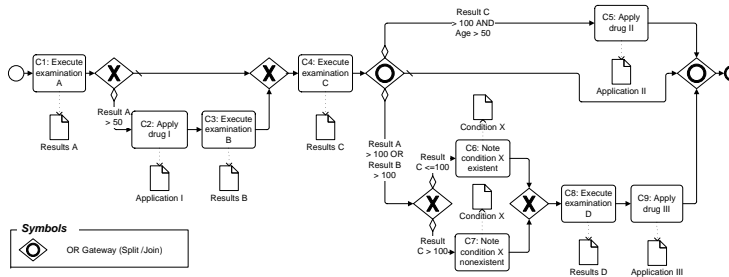 Result C
> 100 AND
Age > 50
C5: Apply
drug II
Application II
C1: Execute
examination
A
Results A
X
Result A
> 50
C2: Apply
drug I
Application I
C3: Execute
examination
B
Results B
X
C4: Execute
examination
C
Results C
Result A
> 100 OR
Result B
> 100
X
Result
C <=100
Condition X
C6: Note
condition X
existent
Condition X
Result
C > 100
C7: Note
condition X
nonexistent
X
C8: Execute
examination
D
Results D
C9: Apply
drug III
Application III
Symbols
OR Gateway (Split /Join)